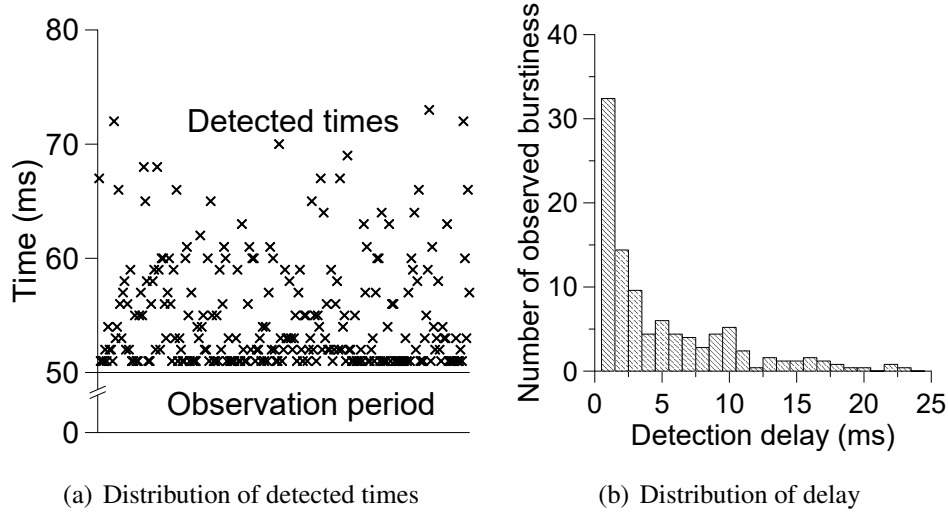 80
70
60
50
0
Time (ms)
Detected times
Observation period
(a) Distribution of detected times
40
30
20
10
0
Number of observed burstiness
0 5 10 15 20 25
Detection delay (ms)
(b) Distribution of delay